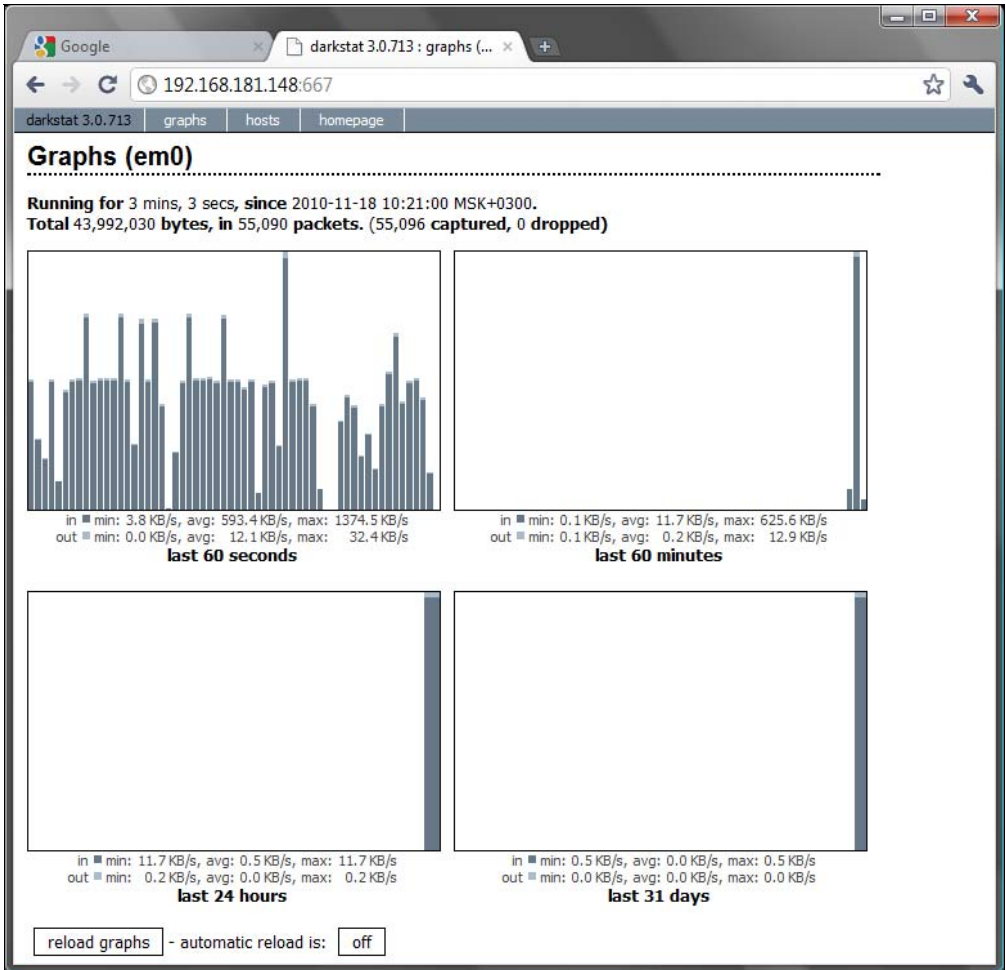 Google
darkstat 3.0.713 : graphs (...
192.168.181.148:667
darkstat 3.0.713 graphs hosts homepage
Graphs (em0)
Running for 3 mins, 3 secs, since 2010-11-18 10:21:00 MSK+0300.
Total 43,992,030 bytes, in 55,090 packets. (55,096 captured, 0 dropped)
in min: 3.8 KB/s, avg: 593.4 KB/s, max: 1374.5 KB/s
out min: 0.0 KB/s, avg: 12.1 KB/s, max: 32.4 KB/s
last 60 seconds
in min: 0.1 KB/s, avg: 11.7 KB/s, max: 625.6 KB/s
out min: 0.1 KB/s, avg: 0.2 KB/s, max: 12.9 KB/s
last 60 minutes
in min: 11.7 KB/s, avg: 0.5 KB/s, max: 11.7 KB/s
out min: 0.2 KB/s, avg: 0.0 KB/s, max: 0.2 KB/s
last 24 hours
in min: 0.5 KB/s, avg: 0.0 KB/s, max: 0.5 KB/s
out min: 0.0 KB/s, avg: 0.0 KB/s, max: 0.0 KB/s
last 31 days
reload graphs - automatic reload is: off